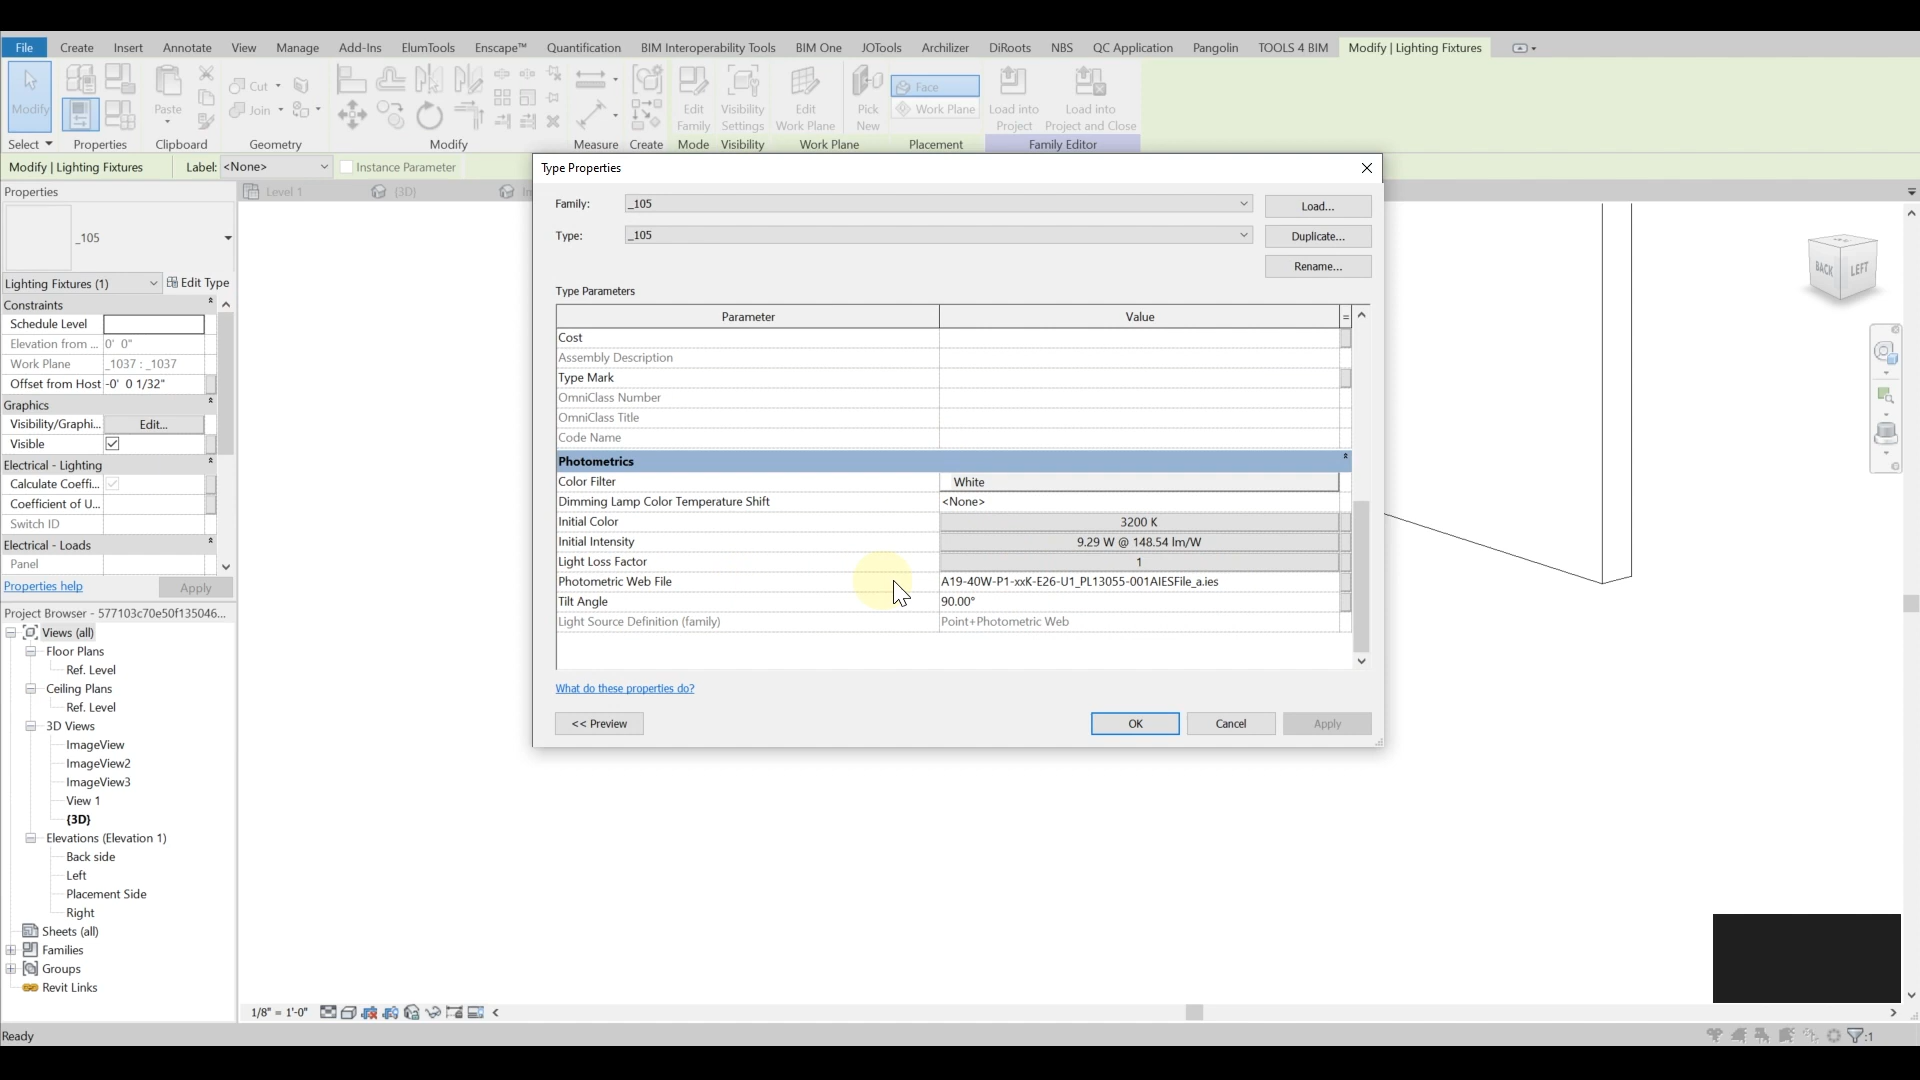 File Create Insert Annotate View Manage Add-Ins ElumTools Enscape™ Quantification BIM Interoperability Tools BIM One JOTools Archilizer DiRoots NBS QC Application Pangolin TOOLS 4 BIM Modify | Lighting Fixtures
Modify Paste Cut Join Edit Family Visibility Settings Edit Work Plane Pick New Face Work Plane Load into Project Load into Project and Close
Select Properties Clipboard Geometry Modify Measure Create Mode Visibility Work Plane Placement Family Editor
Modify | Lighting Fixtures Label: <None> Instance Parameter
Properties
Level 1 {3D}
_105
Lighting Fixtures (1) Edit Type
Constraints
Schedule Level
Elevation from ... 0' 0"
Work Plane _1037 : _1037
Offset from Host -0' 0 1/32"
Graphics
Visibility/Graphi... Edit...
Visible
Electrical - Lighting
Calculate Coeffi...
Coefficient of U...
Switch ID
Electrical - Loads
Panel
Properties help Apply
Project Browser - 577103c70e50f135046...
Views (all)
Floor Plans
Ref. Level
Ceiling Plans
Ref. Level
3D Views
ImageView
ImageView2
ImageView3
View 1
{3D}
Elevations (Elevation 1)
Back side
Left
Placement Side
Right
Sheets (all)
Families
Groups
Revit Links
Type Properties
Family: _105 Load...
Type: _105 Duplicate...
Rename...
Type Parameters
Parameter Value =
Cost
Assembly Description
Type Mark
OmniClass Number
OmniClass Title
Code Name
Photometrics
Color Filter White
Dimming Lamp Color Temperature Shift <None>
Initial Color 3200 K
Initial Intensity 9.29 W @ 148.54 lm/W
Light Loss Factor 1
Photometric Web File A19-40W-P1-xxK-E26-U1_PL13055-001AIESFile_a.ies
Tilt Angle 90.00°
Light Source Definition (family) Point+Photometric Web
What do these properties do?
<< Preview OK Cancel Apply
BACK LEFT
1/8" = 1'-0"
Ready
:1